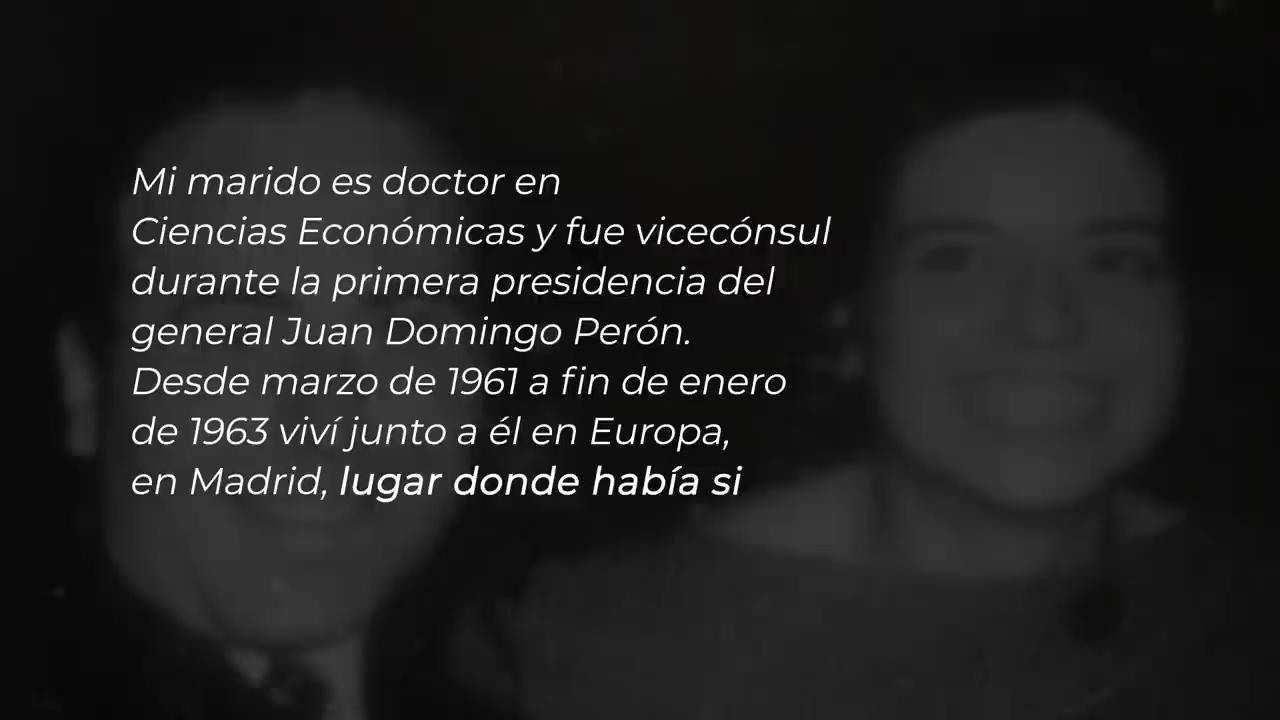 Mi marido es doctor en
Ciencias Económicas y fue vicecónsul
durante la primera presidencia del
general Juan Domingo Perón.
Desde marzo de 1961 a fin de enero
de 1963 viví junto a él en Europa,
en Madrid, lugar donde había si